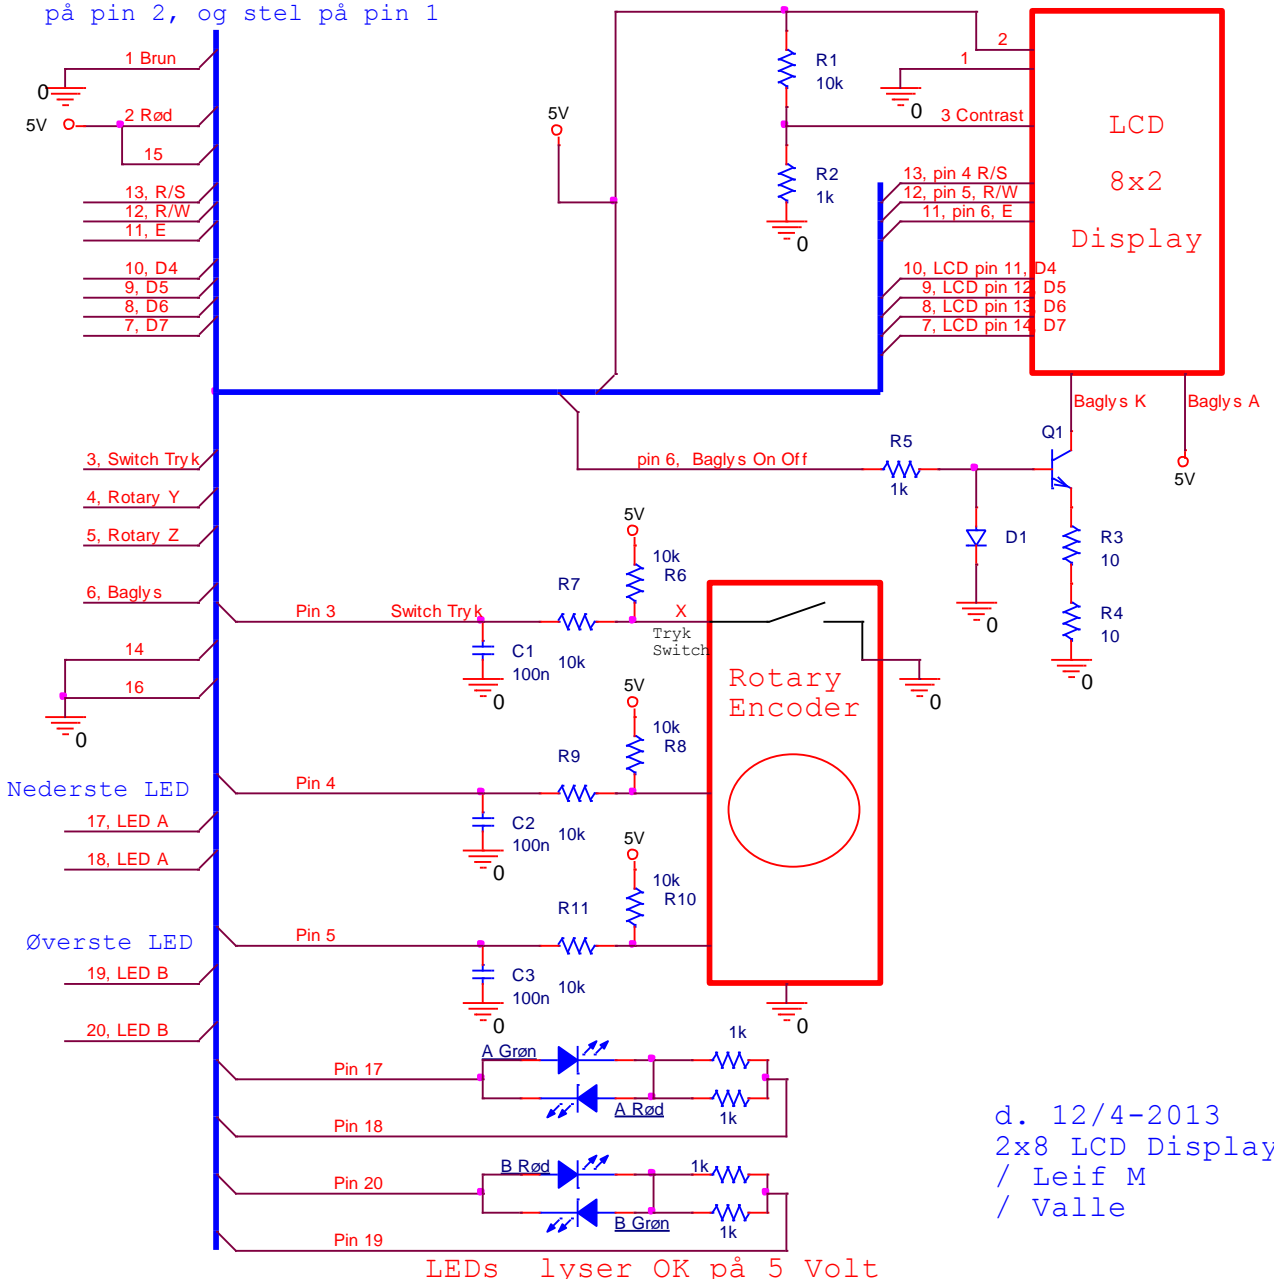 på pin 2, og stel på pin 1
1 Brun
0
5V
2 Rød
15
13, R/S
12, R/W
11, E
10, D4
9, D5
8, D6
7, D7
3, Switch Tryk
4, Rotary Y
5, Rotary Z
6, Baglys
14
16
0
Nederste LED
17, LED A
18, LED A
Øverste LED
19, LED B
20, LED B
5V
R1
10k
R2
1k
0
2
1
0
3 Contrast
13, pin 4 R/S
12, pin 5, R/W
11, pin 6, E
10, LCD pin 11, D4
9, LCD pin 12 D5
8, LCD pin 13 D6
7, LCD pin 14 D7
LCD
8x2
Display
Baglys K
Baglys A
5V
pin 6, Baglys On Off
R5
1k
Q1
D1
0
R3
10
R4
10
0
Pin 3
Switch Tryk
C1
100n
0
R7
10k
5V
10k
R6
X
Tryk
Switch
0
Rotary
Encoder
0
Pin 4
C2
100n
0
R9
10k
5V
10k
R8
Pin 5
C3
100n
0
R11
10k
5V
10k
R10
Pin 17
A Grøn
A Rød
1k
1k
Pin 18
Pin 20
B Rød
B Grøn
1k
1k
Pin 19
LEDs lyser OK på 5 Volt
d. 12/4-2013
2x8 LCD Display
/ Leif M
/ Valle